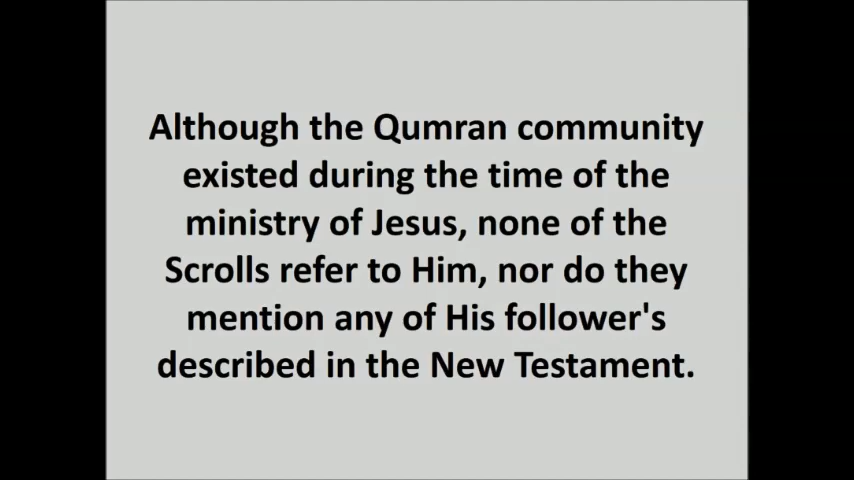 Although the Qumran community
existed during the time of the
ministry of Jesus, none of the
Scrolls refer to Him, nor do they
mention any of His follower's
described in the New Testament.